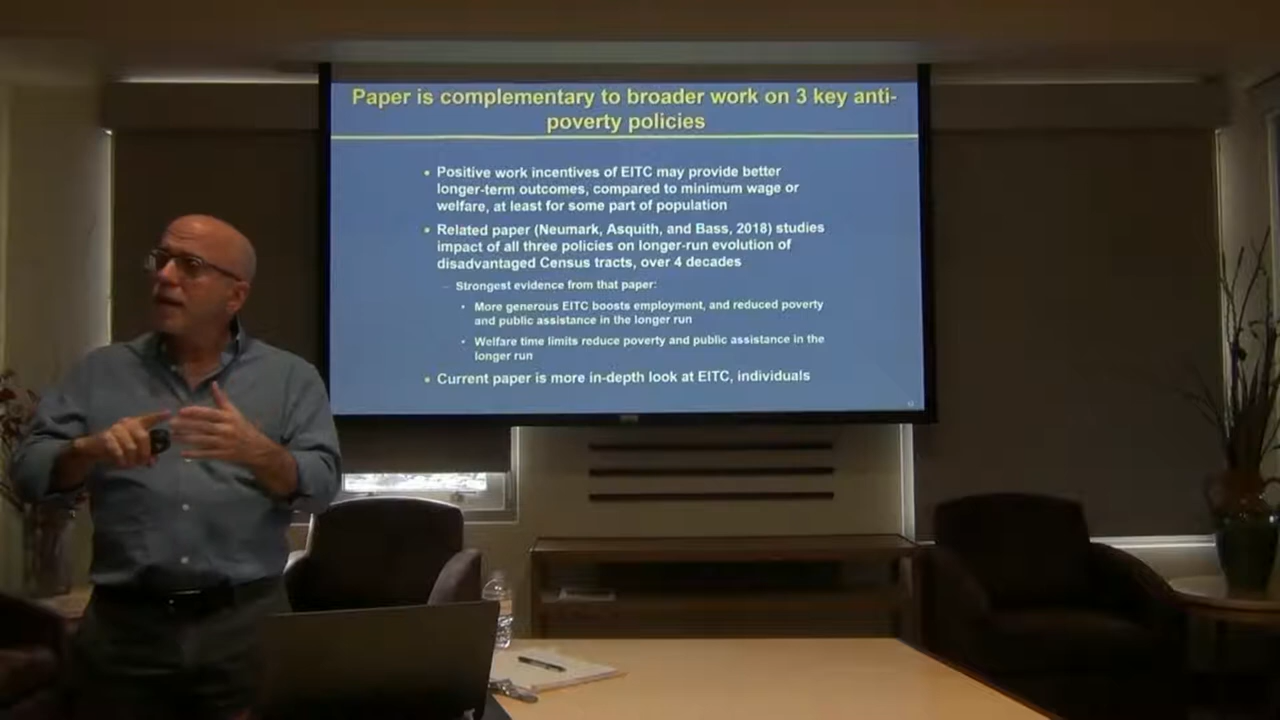 Paper is complementary to broader work on 3 key anti-
poverty policies
• Positive work incentives of EITC may provide better
longer-term outcomes, compared to minimum wage or
welfare, at least for some part of population
• Related paper (Neumark, Asquith, and Bass, 2018) studies
impact of all three policies on longer-run evolution of
disadvantaged Census tracts, over 4 decades
– Strongest evidence from that paper:
• More generous EITC boosts employment, and reduced poverty
and public assistance in the longer run
• Welfare time limits reduce poverty and public assistance in the
longer run
• Current paper is more in-depth look at EITC, individuals